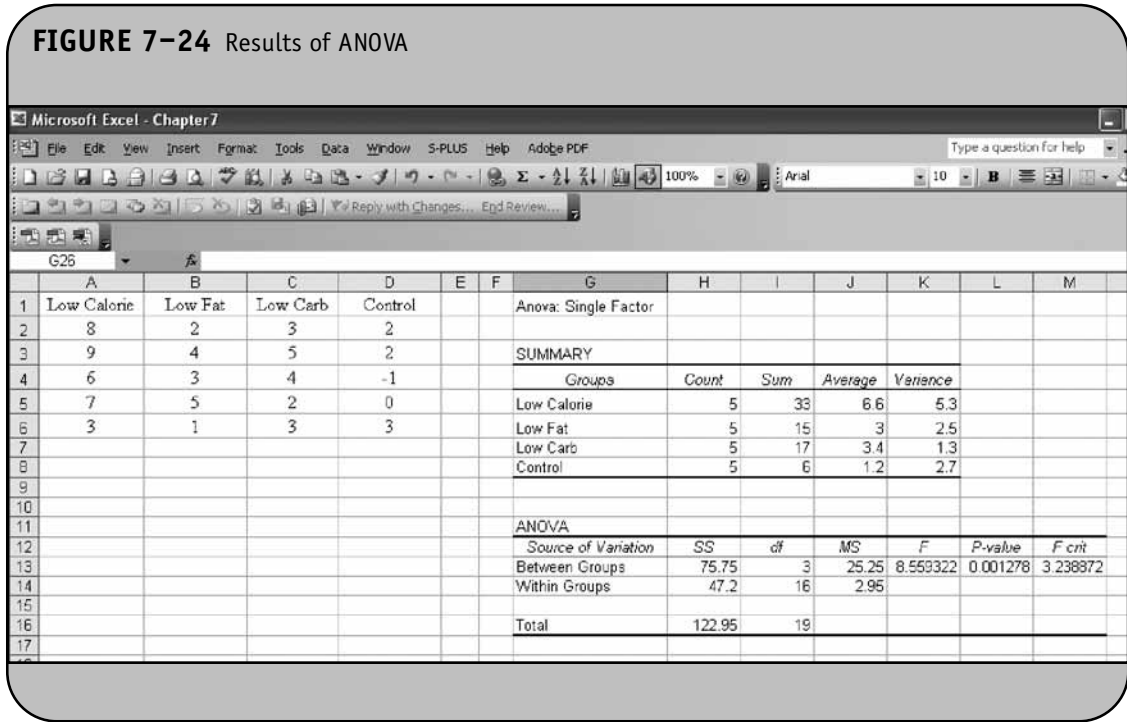 FIGURE 7–24 Results of ANOVA
Microsoft Excel - Chapter7
File Edit View Insert Format Tools Data Window S-PLUS Help Adobe PDF Type a question for help
100% Arial 10 B
Reply with Changes... End Review...
G26 fx
A B C D E F G H I J K L M
1 Low Calorie Low Fat Low Carb Control Anova: Single Factor
2 8 2 3 2
3 9 4 5 2 SUMMARY
4 6 3 4 -1 Groups Count Sum Average Variance
5 7 5 2 0 Low Calorie 5 33 6.6 5.3
6 3 1 3 3 Low Fat 5 15 3 2.5
7 Low Carb 5 17 3.4 1.3
8 Control 5 6 1.2 2.7
9
10
11 ANOVA
12 Source of Variation SS df MS F P-value F crit
13 Between Groups 75.75 3 25.25 8.559322 0.001278 3.238872
14 Within Groups 47.2 16 2.95
15
16 Total 122.95 19
17